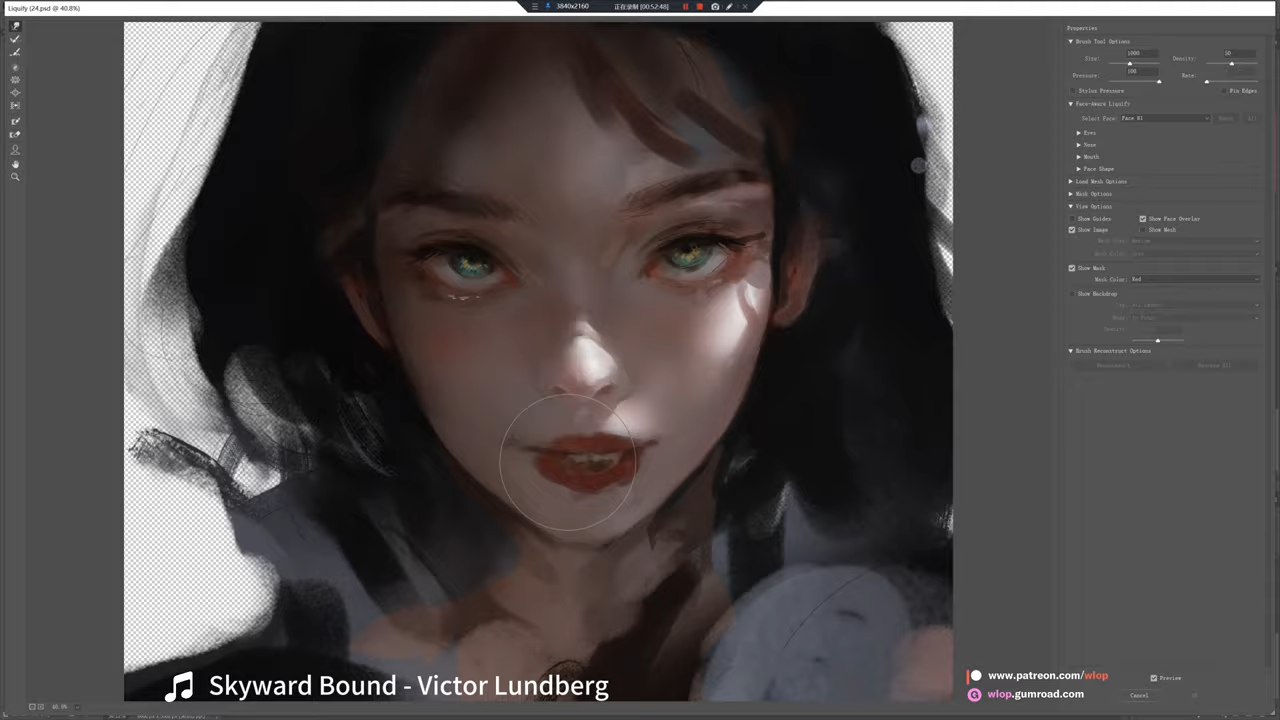 Liquify (24.psd @ 40.8%)
3840x2160
正在录制 [00:52:48]
Properties
Brush Tool Options
Size: 1000
Density: 50
Pressure: 100
Rate:
Stylus Pressure
Pin Edges
Face-Aware Liquify
Select Face: Face #1
Eyes
Nose
Mouth
Face Shape
Load Mesh Options
Mask Options
View Options
Show Guides
Show Face Overlay
Show Image
Show Mesh
Show Mask
Mask Color: Red
Show Backdrop
Brush Reconstruct Options
Skyward Bound - Victor Lundberg
www.patreon.com/wlop
wlop.gumroad.com
Preview
Cancel